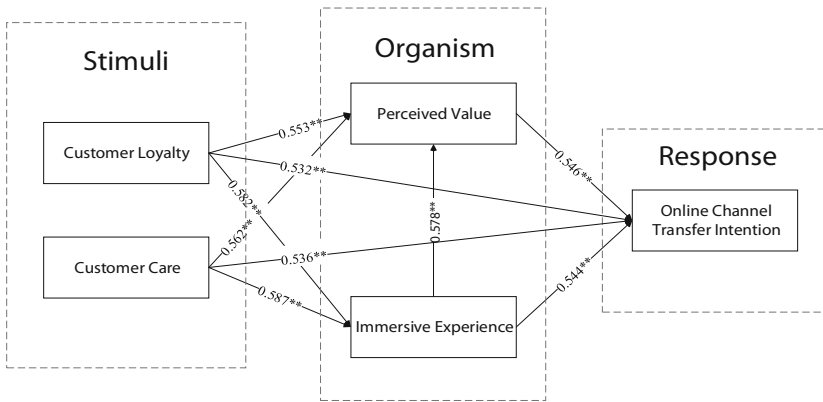 Stimuli
Organism
Response
Customer Loyalty
Customer Care
Perceived Value
Immersive Experience
Online Channel
Transfer Intention
0.553**
0.532**
0.582**
0.562**
0.536**
0.587**
0.578**
0.546**
0.544**